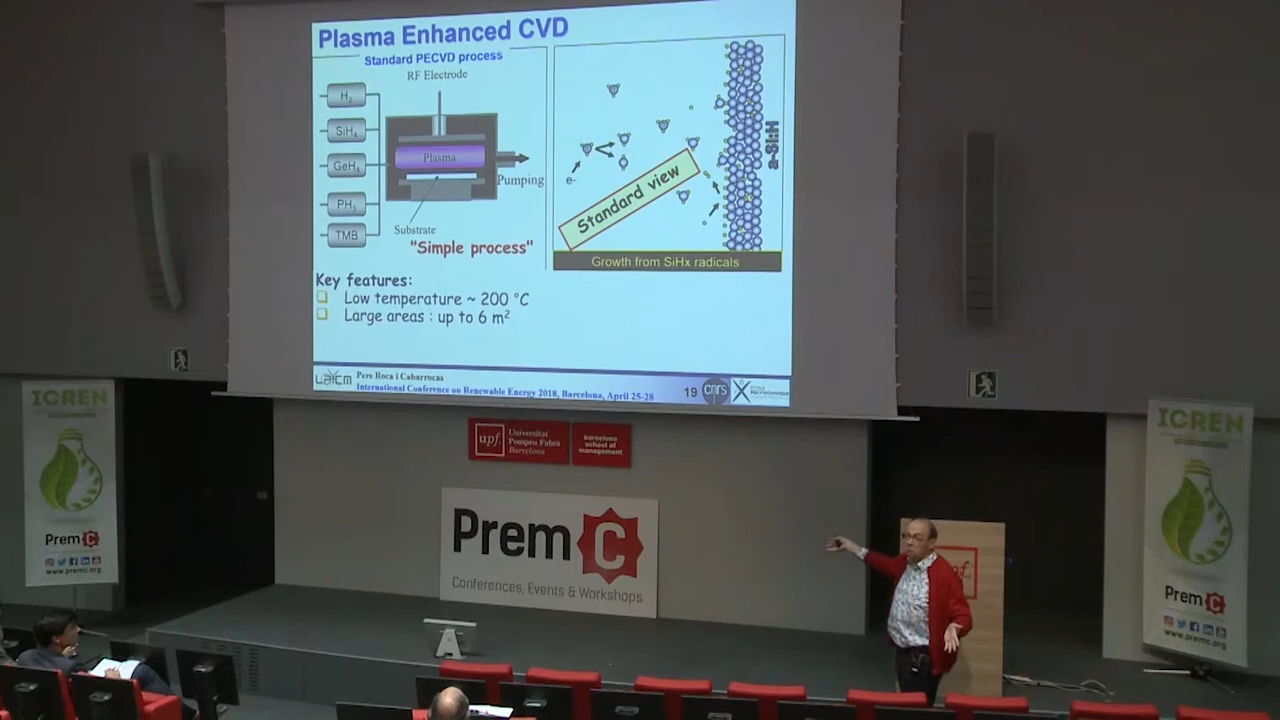 Plasma Enhanced CVD
Standard PECVD process
RF Electrode
H2
SiH4
GeH4
PH3
TMB
Plasma
Pumping
Substrate
"Simple process"
e-
Standard view
a-Si:H
Growth from SiHx radicals
Key features:
Low temperature ~ 200 °C
Large areas : up to 6 m²
LPICM
Pere Roca i Cabarrocas
International Conference on Renewable Energy 2018, Barcelona, April 25-28
19
cnrs
ICREN
PremC
www.premc.org
upf.
Universitat
Pompeu Fabra
Barcelona
barcelona
school of
management
PremC
Conferences, Events & Workshops
upf.
ICREN
PremC
www.premc.org